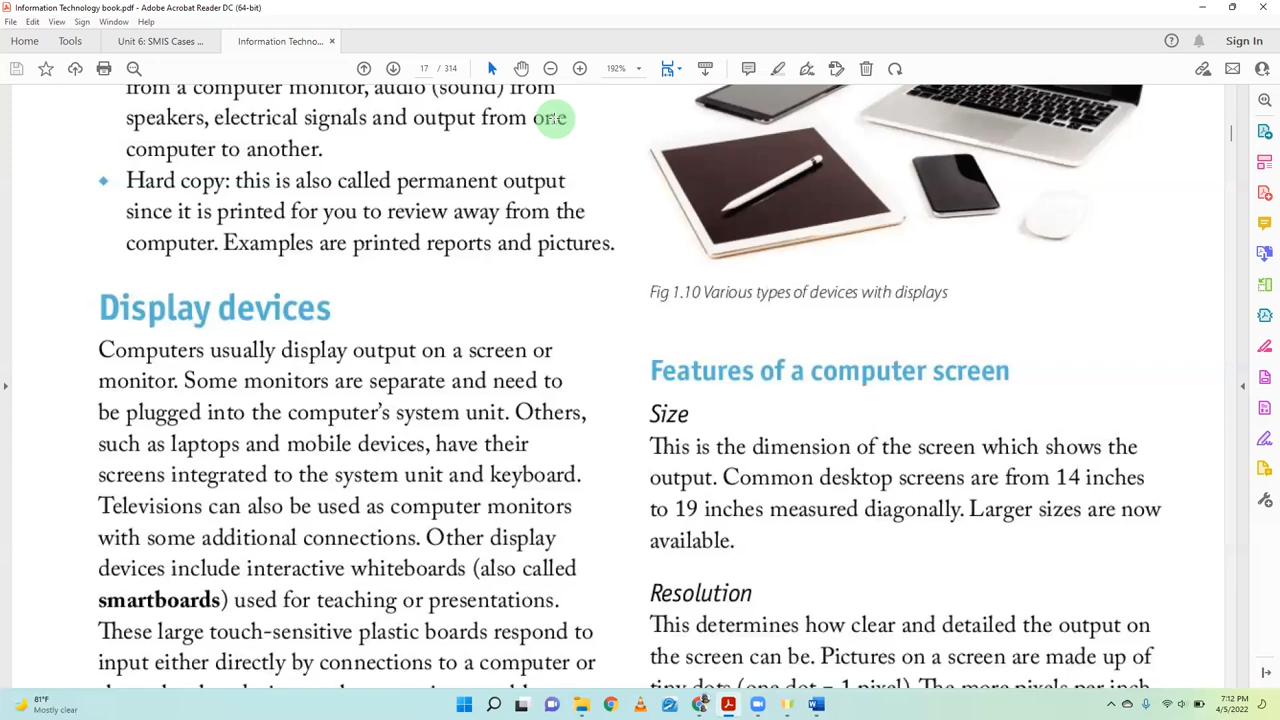 Information Technology book.pdf - Adobe Acrobat Reader DC (64-bit)
File Edit View Sign Window Help
Home Tools Unit 6: SMIS Cases ... Information Techno... ×
Sign In
17 / 314 192%
from a computer monitor, audio (sound) from
speakers, electrical signals and output from one
computer to another.
Hard copy: this is also called permanent output
since it is printed for you to review away from the
computer. Examples are printed reports and pictures.
Display devices
Computers usually display output on a screen or
monitor. Some monitors are separate and need to
be plugged into the computer's system unit. Others,
such as laptops and mobile devices, have their
screens integrated to the system unit and keyboard.
Televisions can also be used as computer monitors
with some additional connections. Other display
devices include interactive whiteboards (also called
smartboards) used for teaching or presentations.
These large touch-sensitive plastic boards respond to
input either directly by connections to a computer or
Fig 1.10 Various types of devices with displays
Features of a computer screen
Size
This is the dimension of the screen which shows the
output. Common desktop screens are from 14 inches
to 19 inches measured diagonally. Larger sizes are now
available.
Resolution
This determines how clear and detailed the output on
the screen can be. Pictures on a screen are made up of
tiny dots (one dot = 1 pixel). The more pixels per inch
81°F
Mostly clear
7:12 PM
4/5/2022